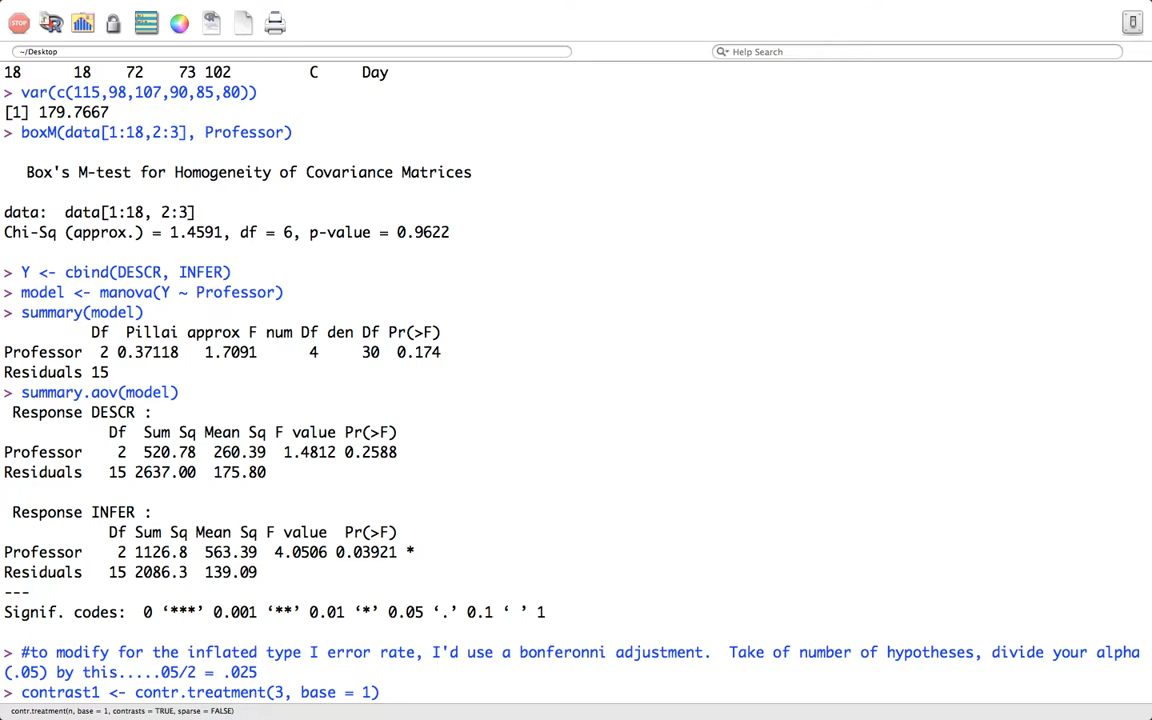 STOP
~/Desktop
Help Search
18      18   72    73 102         C     Day
> var(c(115,98,107,90,85,80))
[1] 179.7667
> boxM(data[1:18,2:3], Professor)
Box's M-test for Homogeneity of Covariance Matrices
data:  data[1:18, 2:3]
Chi-Sq (approx.) = 1.4591, df = 6, p-value = 0.9622
> Y <- cbind(DESCR, INFER)
> model <- manova(Y ~ Professor)
> summary(model)
Df  Pillai approx F num Df den Df Pr(>F)
Professor  2 0.37118   1.7091      4     30  0.174
Residuals 15
> summary.aov(model)
Response DESCR :
Df  Sum Sq Mean Sq F value Pr(>F)
Professor    2  520.78  260.39  1.4812 0.2588
Residuals   15 2637.00  175.80
Response INFER :
Df Sum Sq Mean Sq F value  Pr(>F)
Professor    2 1126.8  563.39  4.0506 0.03921 *
Residuals   15 2086.3  139.09
---
Signif. codes:  0 ‘***’ 0.001 ‘**’ 0.01 ‘*’ 0.05 ‘.’ 0.1 ‘ ’ 1
> #to modify for the inflated type I error rate, I'd use a bonferonni adjustment.  Take of number of hypotheses, divide your alpha
(.05) by this.....05/2 = .025
> contrast1 <- contr.treatment(3, base = 1)
contr.treatment(n, base = 1, contrasts = TRUE, sparse = FALSE)